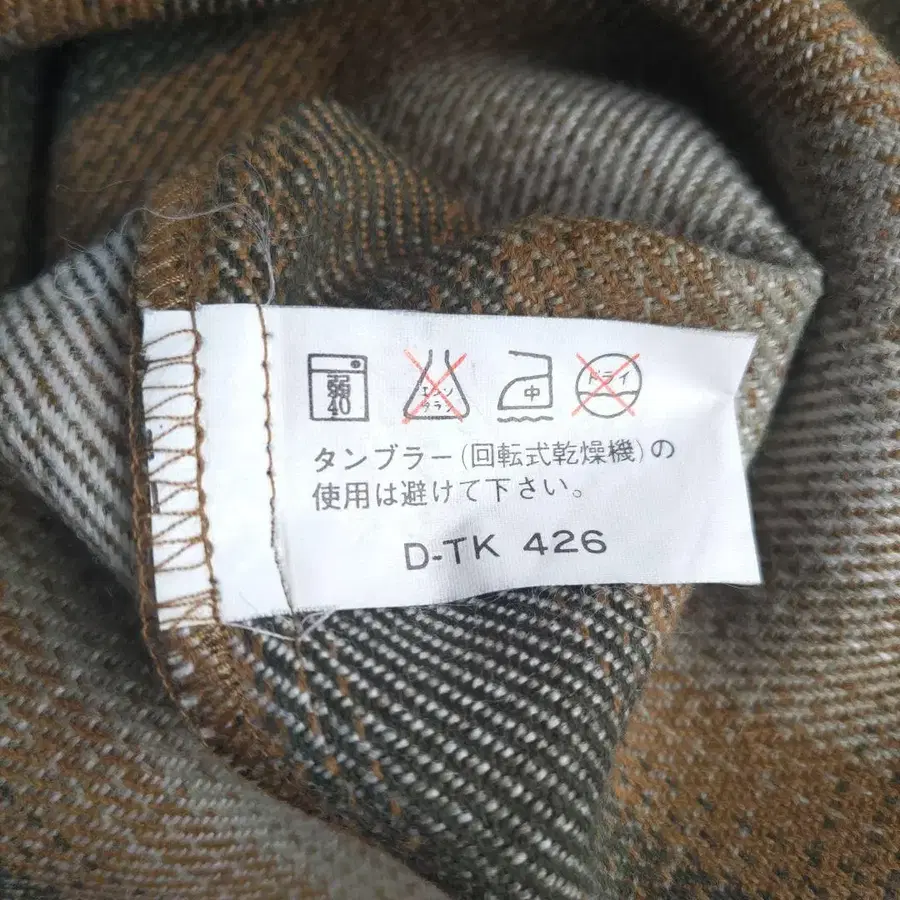 弱
40
エンソ
サラシ
中
ドライ
タンブラー(回転式乾燥機)の
使用は避けて下さい。
D-TK 426